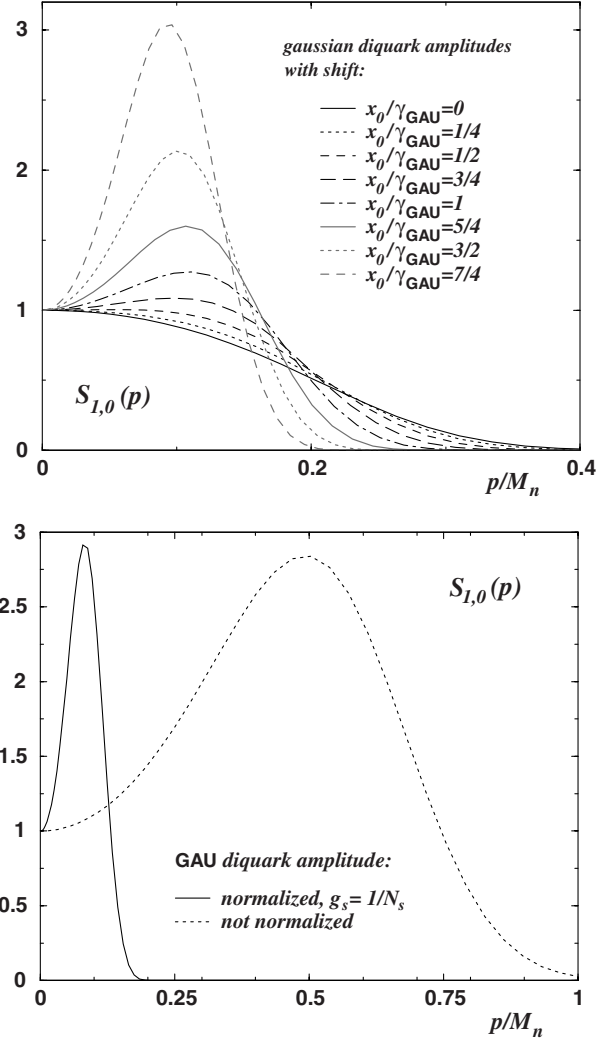 3
gaussian diquark amplitudes
with shift:
x0/γGAU=0
x0/γGAU=1/4
2
x0/γGAU=1/2
x0/γGAU=3/4
x0/γGAU=1
x0/γGAU=5/4
x0/γGAU=3/2
x0/γGAU=7/4
1
S1,0(p)
0
0 0.2 0.4
p/Mn
3
S1,0(p)
2.5
2
1.5
1
GAU diquark amplitude:
0.5
normalized, gs= 1/Ns
not normalized
0
0 0.25 0.5 0.75 1
p/Mn